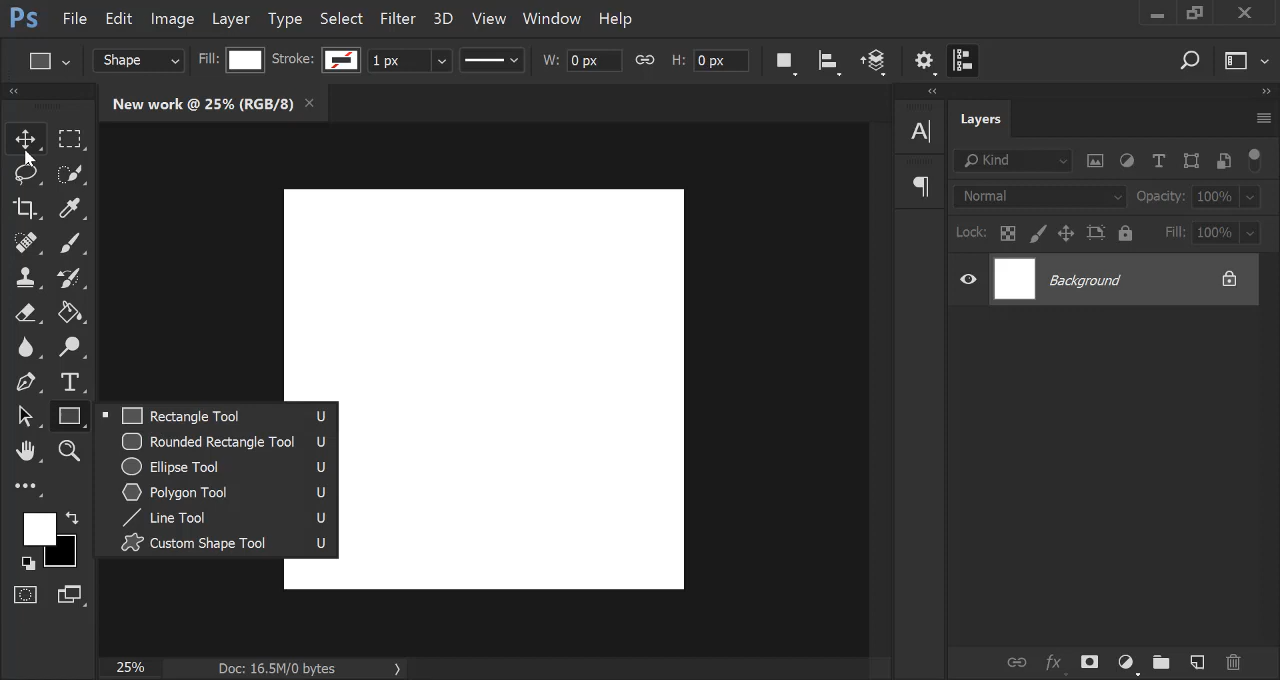 Ps File Edit Image Layer Type Select Filter 3D View Window Help
Shape Fill: Stroke: 1 px W: 0 px H: 0 px
New work @ 25% (RGB/8) ×
Layers
Kind
Normal Opacity: 100%
Lock: Fill: 100%
Background
Rectangle Tool U
Rounded Rectangle Tool U
Ellipse Tool U
Polygon Tool U
Line Tool U
Custom Shape Tool U
25% Doc: 16.5M/0 bytes